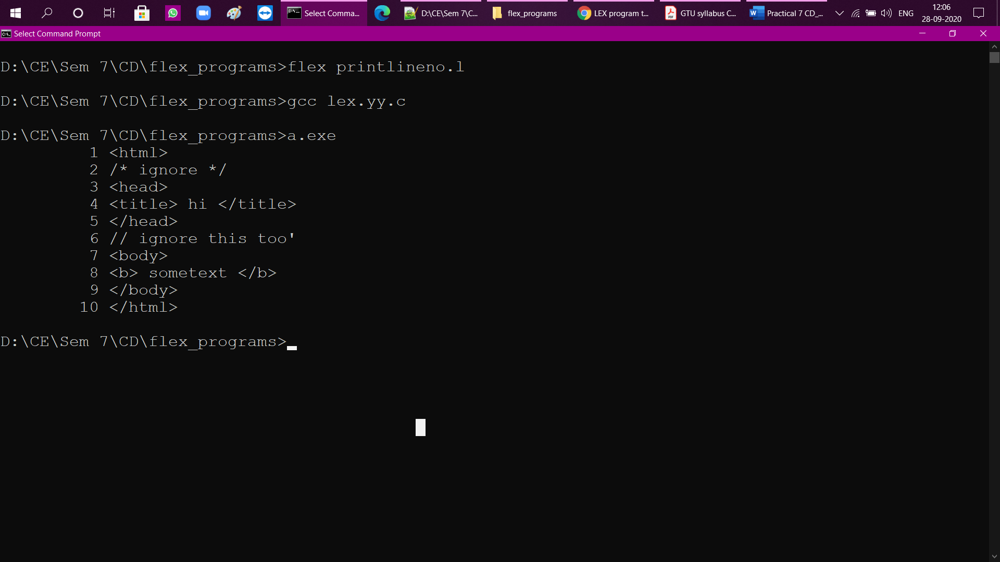 Select Comma...
D:\CE\Sem 7\C...
flex_programs
LEX program t...
GTU syllabus C...
Practical 7 CD_...
ENG
12:06
28-09-2020
Select Command Prompt
D:\CE\Sem 7\CD\flex_programs>flex printlineno.l
D:\CE\Sem 7\CD\flex_programs>gcc lex.yy.c
D:\CE\Sem 7\CD\flex_programs>a.exe
1 <html>
2 /* ignore */
3 <head>
4 <title> hi </title>
5 </head>
6 // ignore this too'
7 <body>
8 <b> sometext </b>
9 </body>
10 </html>
D:\CE\Sem 7\CD\flex_programs>